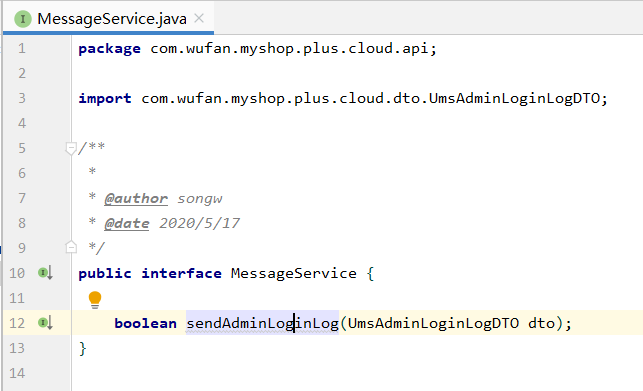 MessageService.java
1 package com.wufan.myshop.plus.cloud.api;
2
3 import com.wufan.myshop.plus.cloud.dto.UmsAdminLoginLogDTO;
4
5 /**
6 *
7 * @author songw
8 * @date 2020/5/17
9 */
10 public interface MessageService {
11
12 boolean sendAdminLoginLog(UmsAdminLoginLogDTO dto);
13 }
14